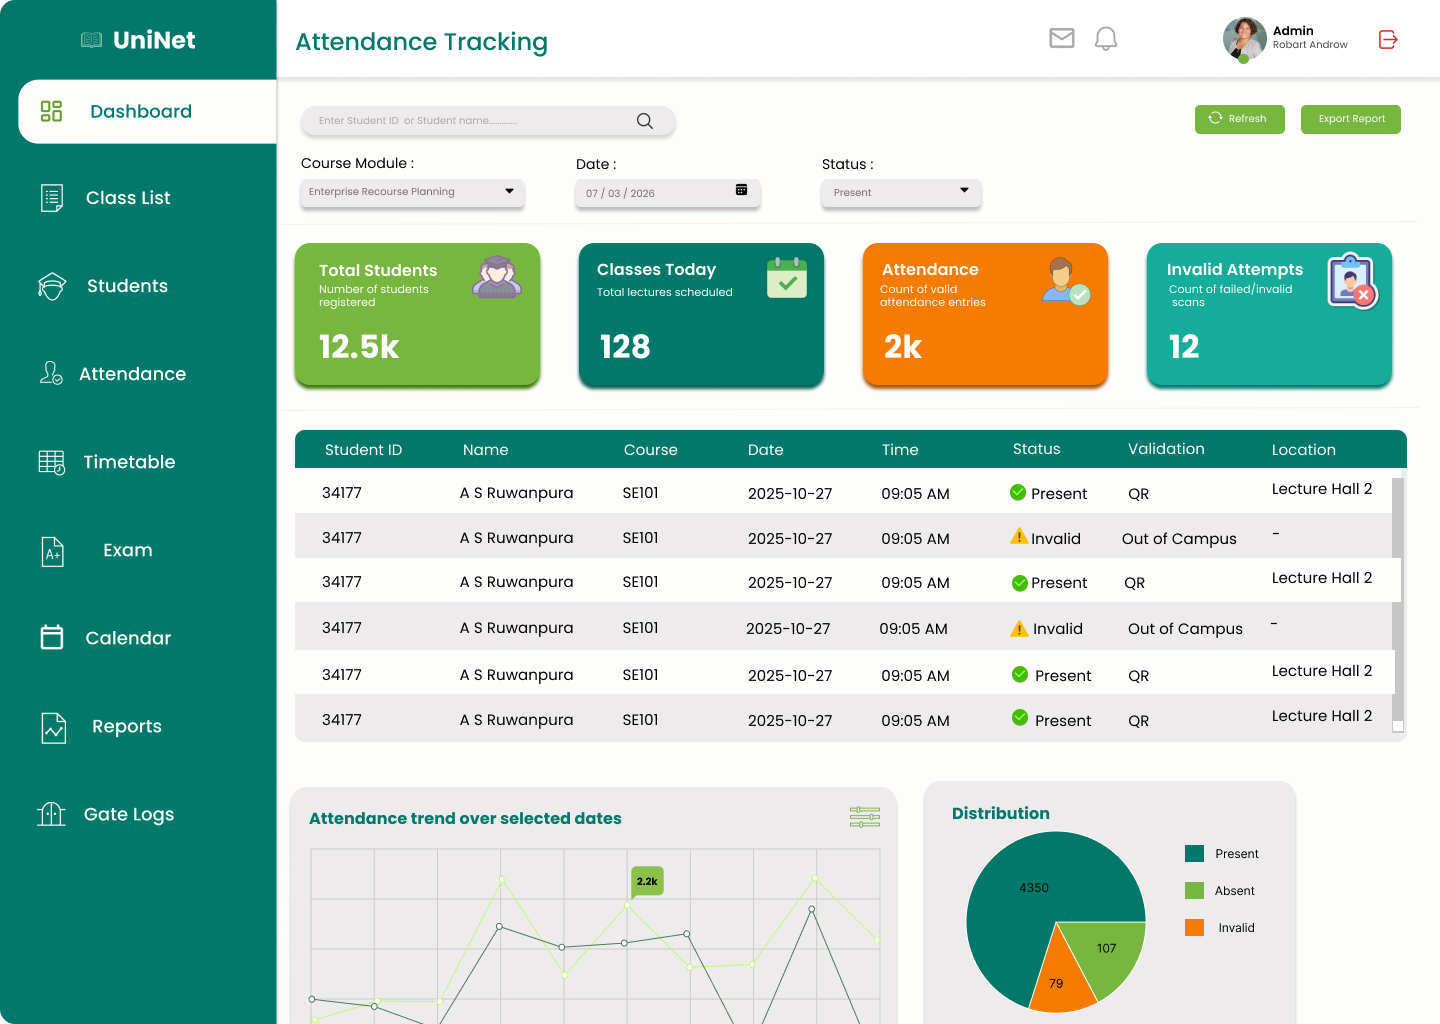 UniNet
Attendance Tracking
Admin
Robart Androw
Dashboard
Class List
Students
Attendance
Timetable
A+
Exam
Calendar
Reports
Gate Logs
Enter Student ID or Student name.............
Refresh
Export Report
Course Module :
Date :
Status :
Enterprise Recourse Planning
07 / 03 / 2026
Present
Total Students
Number of students
registered
12.5k
Classes Today
Total lectures scheduled
128
Attendance
Count of valid
attendance entries
2k
Invalid Attempts
Count of failed/invalid
scans
12
Student ID Name Course Date Time Status Validation Location
34177 A S Ruwanpura SE101 2025-10-27 09:05 AM Present QR Lecture Hall 2
34177 A S Ruwanpura SE101 2025-10-27 09:05 AM Invalid Out of Campus -
34177 A S Ruwanpura SE101 2025-10-27 09:05 AM Present QR Lecture Hall 2
34177 A S Ruwanpura SE101 2025-10-27 09:05 AM Invalid Out of Campus -
34177 A S Ruwanpura SE101 2025-10-27 09:05 AM Present QR Lecture Hall 2
34177 A S Ruwanpura SE101 2025-10-27 09:05 AM Present QR Lecture Hall 2
Attendance trend over selected dates
2.2k
Distribution
4350
107
79
Present
Absent
Invalid